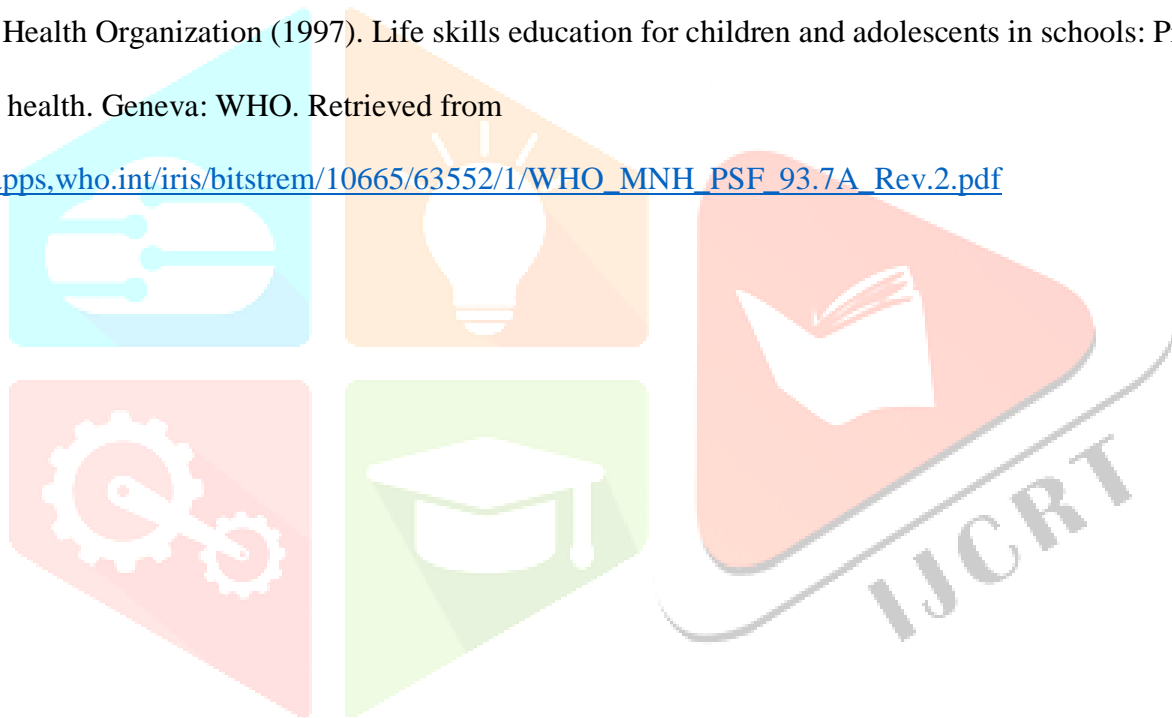 Health Organization (1997). Life skills education for children and adolescents in schools:
health. Geneva: WHO. Retrieved from
pps,who.int/iris/bitstrem/10665/63552/1/WHO_MNH_PSF_93.7A_Rev.2.pdf
IJCRT